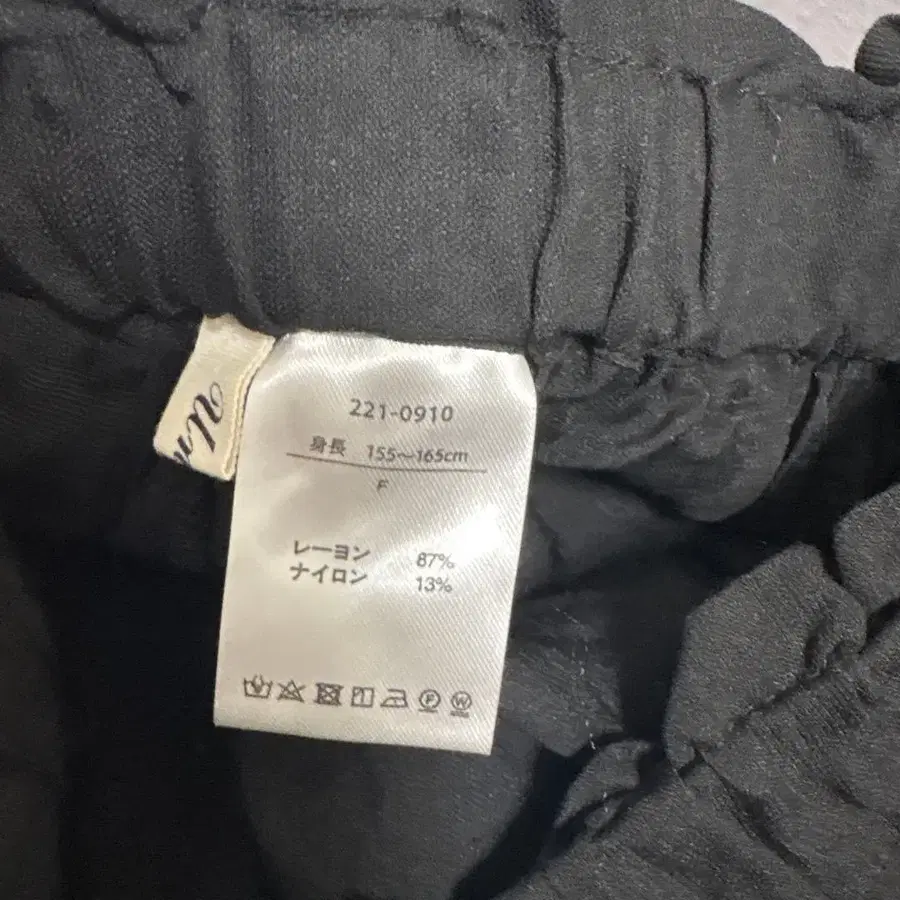 221-0910
身長 155~165cm
F
レーヨン 87%
ナイロン 13%
F W